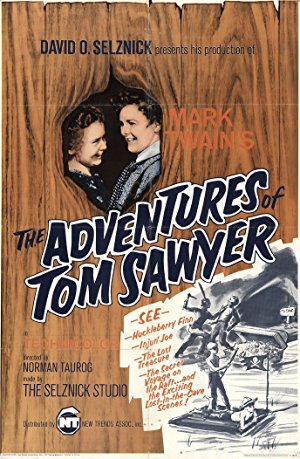 DAVID O. SELZNICK presents his production of
MARK
TWAIN'S
THE ADVENTURES of
TOM SAWYER
in
TECHNICOLOR
directed by
NORMAN TAUROG
made by
THE SELZNICK STUDIO
Distributed by NT NEW TRENDS ASSOC., Inc.
-SEE-
Huckleberry Finn
Injun Joe
The Lost
Treasure
The Secret
Voyage on
the Raft...and
the Exciting
Lost-in-the-Cave
Scenes!